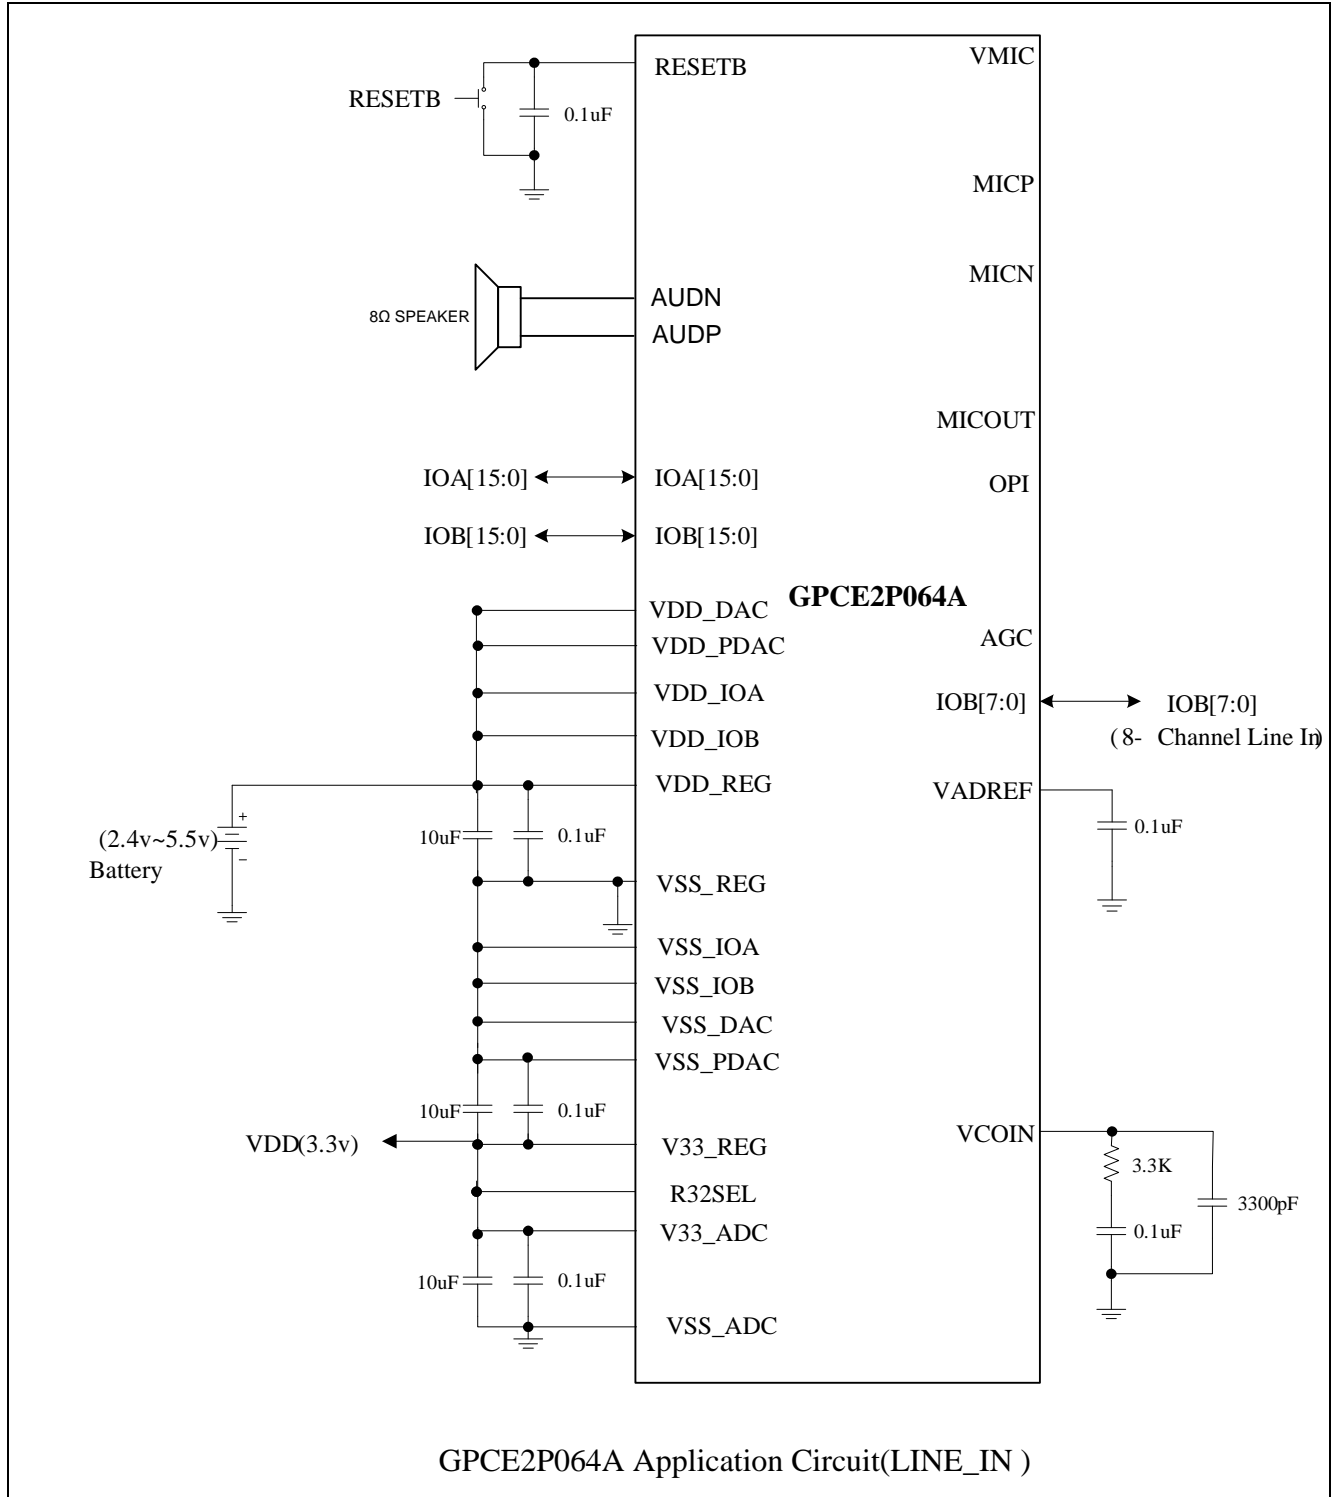 RESETB
0.1uF
RESETB
VMIC
MICP
MICN
8Ω SPEAKER
AUDN
AUDP
MICOUT
IOA[15:0]
IOA[15:0]
OPI
IOB[15:0]
IOB[15:0]
GPCE2P064A
VDD_DAC
VDD_PDAC
AGC
VDD_IOA
IOB[7:0]
IOB[7:0]
(8- Channel Line In)
VDD_IOB
VDD_REG
VADREF
+
(2.4v~5.5v)
Battery
−
10uF
0.1uF
0.1uF
VSS_REG
VSS_IOA
VSS_IOB
VSS_DAC
VSS_PDAC
10uF
0.1uF
VDD(3.3v)
V33_REG
VCOIN
3.3K
R32SEL
3300pF
V33_ADC
0.1uF
10uF
0.1uF
VSS_ADC
GPCE2P064A Application Circuit(LINE_IN )